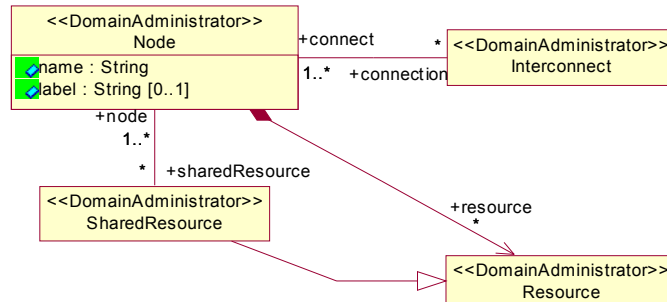 <<DomainAdministrator>>
Node
name : String
label : String [0..1]
+connect
*
1..*
+connection
<<DomainAdministrator>>
Interconnect
+node
1..*
*
+sharedResource
<<DomainAdministrator>>
SharedResource
+resource
*
<<DomainAdministrator>>
Resource